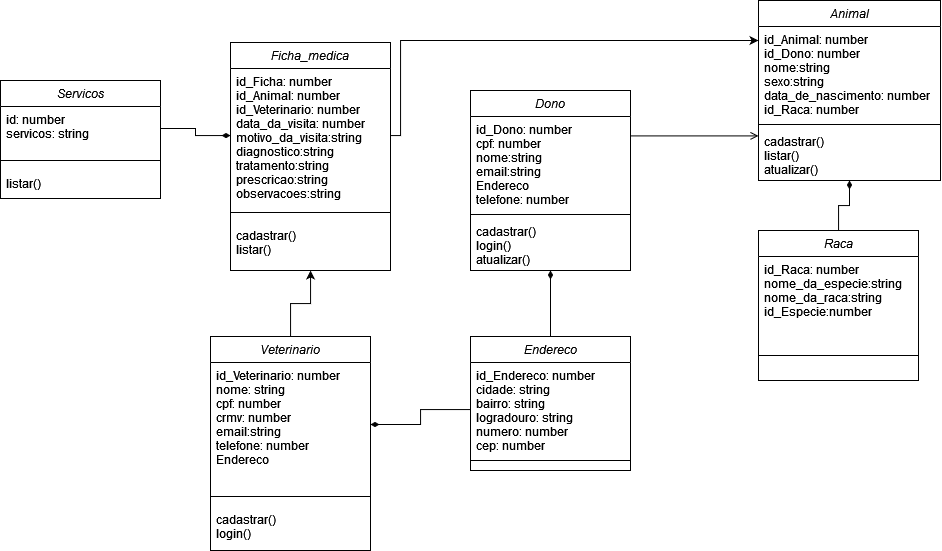 Servicos
id: number
servicos: string
listar()
Ficha_medica
id_Ficha: number
id_Animal: number
id_Veterinario: number
data_da_visita: number
motivo_da_visita:string
diagnostico:string
tratamento:string
prescricao:string
observacoes:string
cadastrar()
listar()
Dono
id_Dono: number
cpf: number
nome:string
email:string
Endereco
telefone: number
cadastrar()
login()
atualizar()
Animal
id_Animal: number
id_Dono: number
nome:string
sexo:string
data_de_nascimento: number
id_Raca: number
cadastrar()
listar()
atualizar()
Raca
id_Raca: number
nome_da_especie:string
nome_da_raca:string
id_Especie:number
Veterinario
id_Veterinario: number
nome: string
cpf: number
crmv: number
email:string
telefone: number
Endereco
cadastrar()
login()
Endereco
id_Endereco: number
cidade: string
bairro: string
logradouro: string
numero: number
cep: number